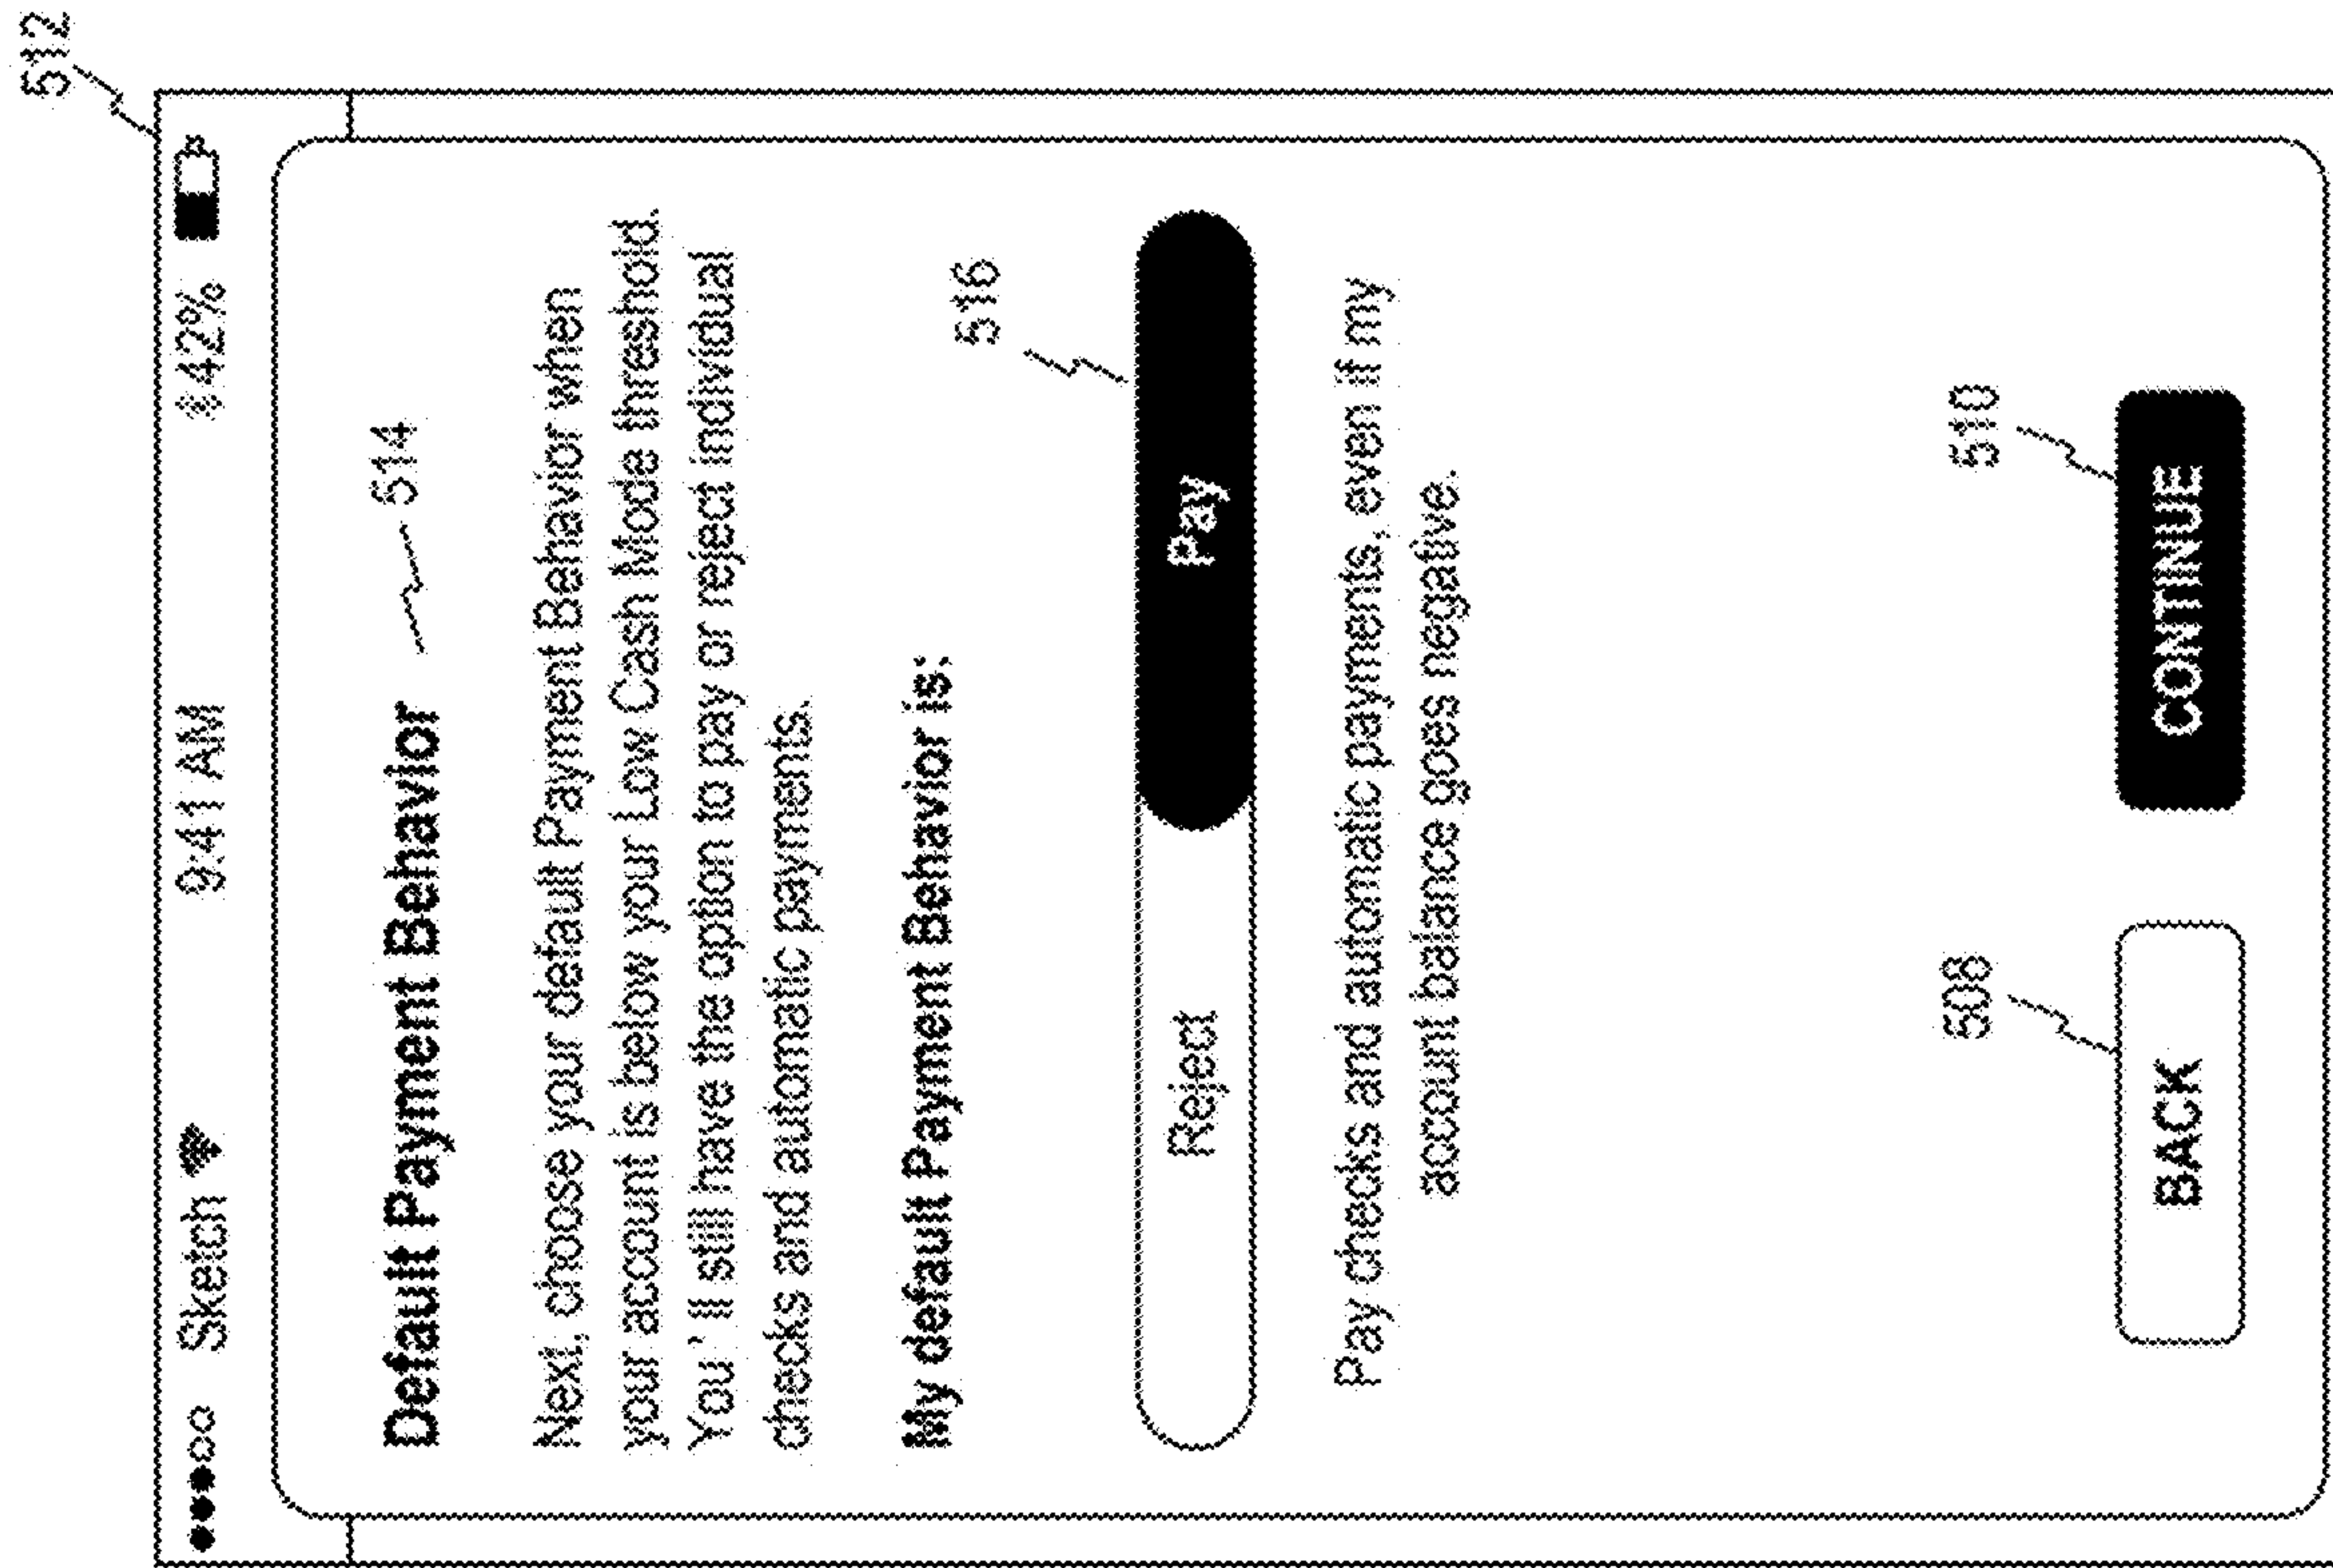 512
Sketch 9:41 AM 42%
Default Payment Behavior 514
Next, choose your default Payment Behavior when
your account is below your Low Cash Mode threshold.
You'll still have the option to pay or reject individual
checks and automatic payments.
My default Payment Behavior is:
516
Reject Pay
Pay checks and automatic payments, even if my
account balance goes negative.
508 510
BACK CONTINUE